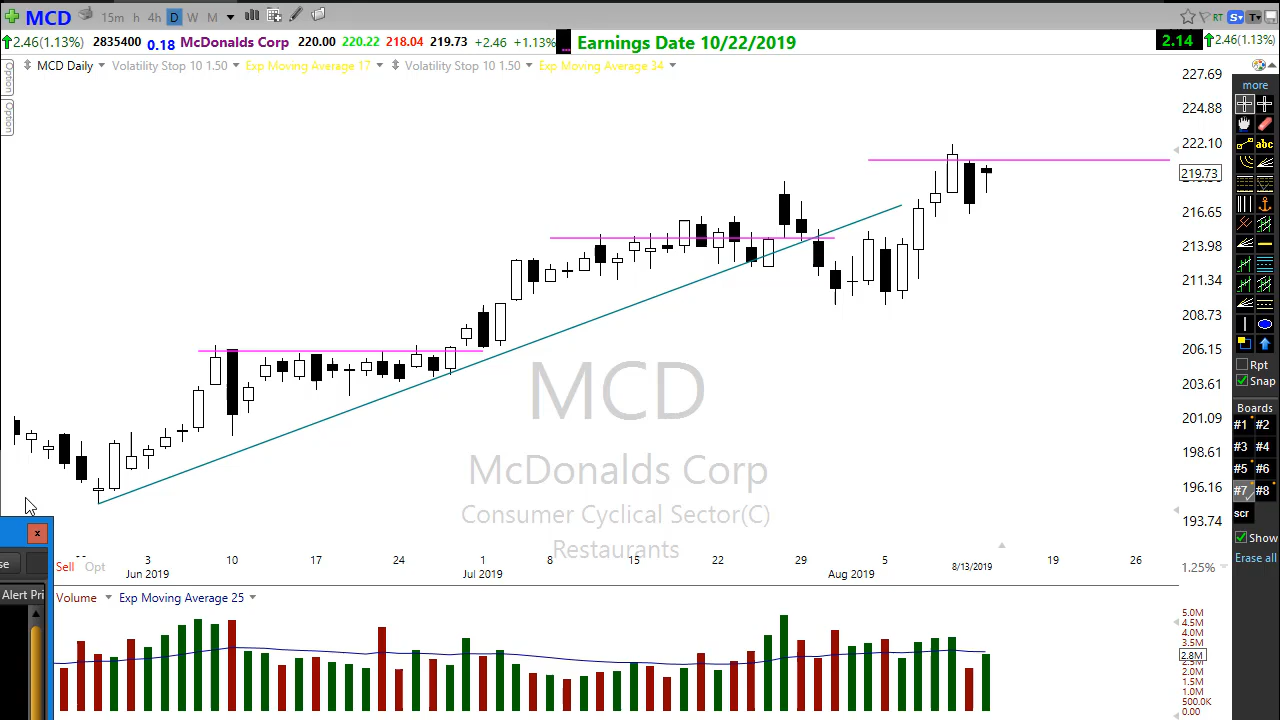 MCD 15m h 4h D W M RT S T
2.46(1.13%) 2835400 0.18 McDonalds Corp 220.00 220.22 218.04 219.73 +2.46 +1.13% Earnings Date 10/22/2019 2.14 2.46(1.13%)
MCD Daily Volatility Stop 10 1.50 Exp Moving Average 17 Volatility Stop 10 1.50 Exp Moving Average 34
Option
Option
227.69
224.88
222.10
219.73
216.65
213.98
211.34
208.73
206.15
203.61
201.09
198.61
196.16
193.74
1.25%
MCD
McDonalds Corp
Consumer Cyclical Sector(C)
Restaurants
more
abc
Rpt
Snap
Boards
#1 #2
#3 #4
#5 #6
#7 #8
scr
Show
Erase all
x
se
Alert Pri
Sell Opt
3 10 17 24 1 8 15 22 29 5 8/13/2019 19 26
Jun 2019 Jul 2019 Aug 2019
Volume Exp Moving Average 25
5.0M
4.5M
4.0M
3.5M
2.8M
2.5M
2.0M
1.5M
1.0M
500.0K
0.00